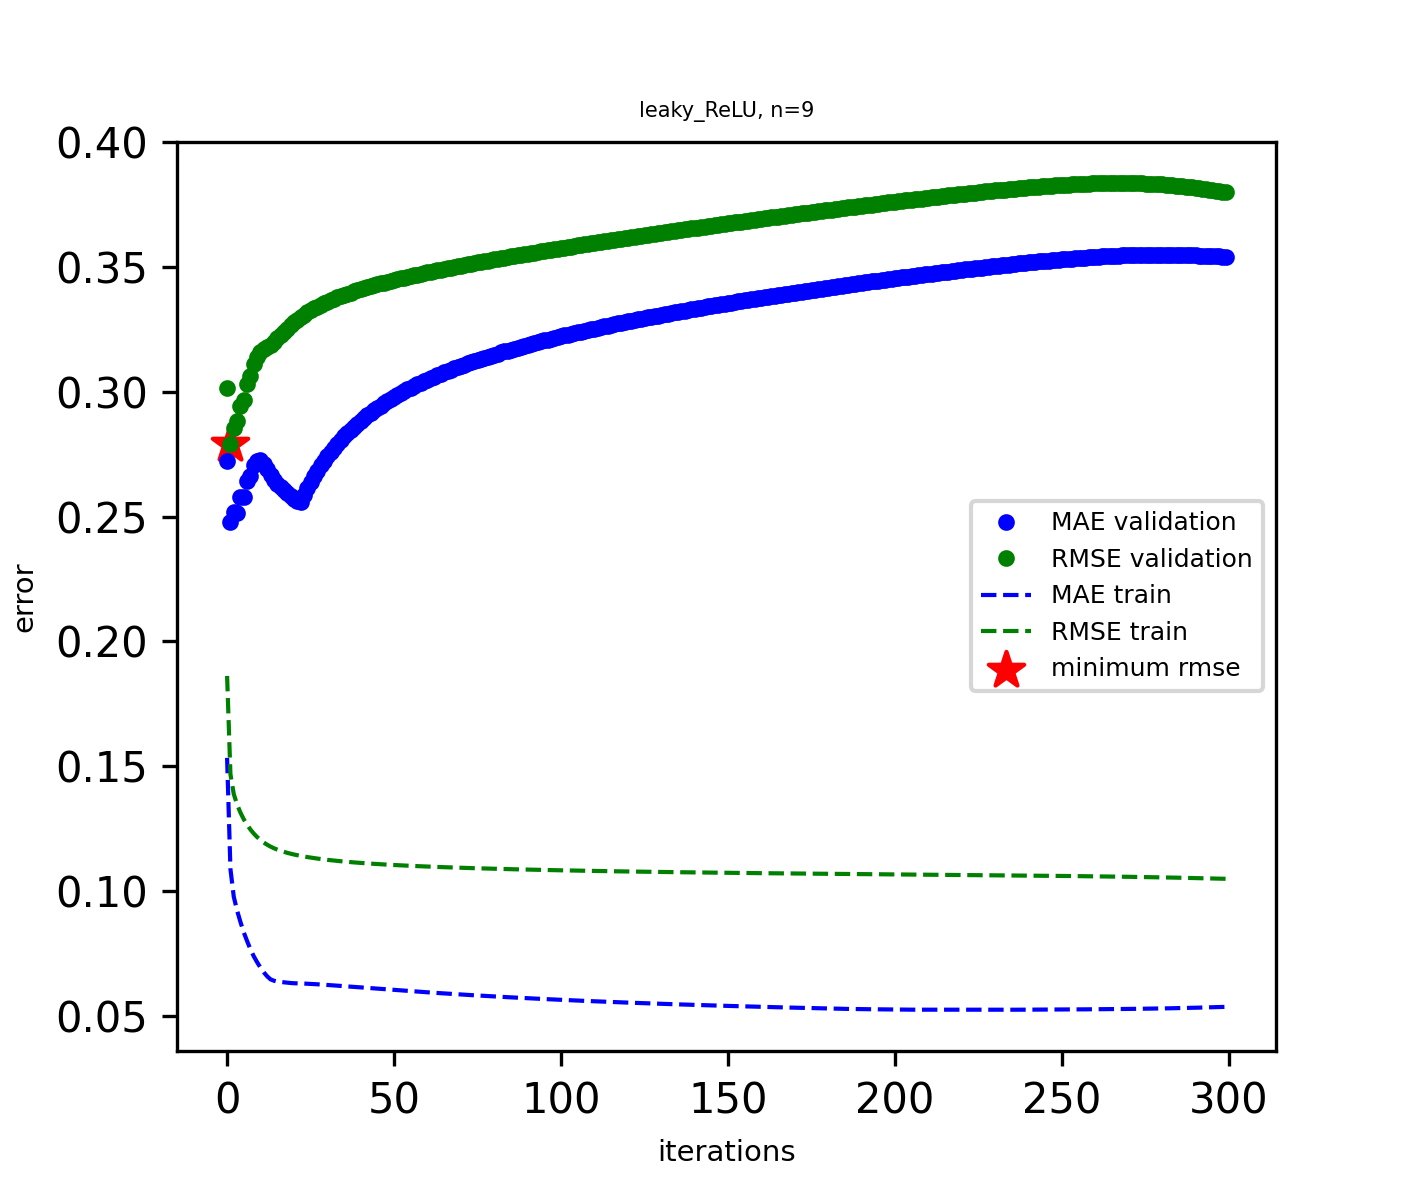 leaky_ReLU, n=9
0.40
0.35
0.30
0.25
0.20
0.15
0.10
0.05
error
MAE validation
RMSE validation
MAE train
RMSE train
minimum rmse
0 50 100 150 200 250 300
iterations